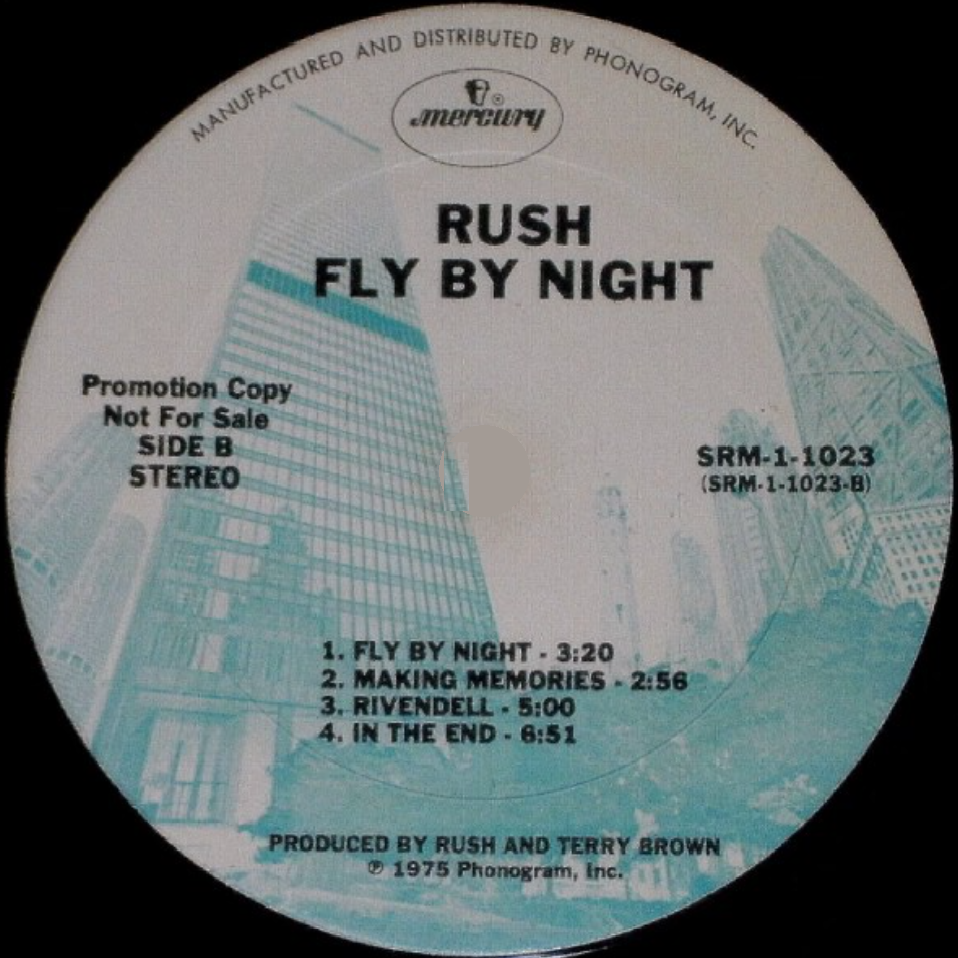 MANUFACTURED AND DISTRIBUTED BY PHONOGRAM, INC.
mercury®
RUSH
FLY BY NIGHT
Promotion Copy
Not For Sale
SIDE B
STEREO
SRM-1-1023
(SRM-1-1023-B)
1. FLY BY NIGHT - 3:20
2. MAKING MEMORIES - 2:56
3. RIVENDELL - 5:00
4. IN THE END - 6:51
PRODUCED BY RUSH AND TERRY BROWN
℗ 1975 Phonogram, Inc.